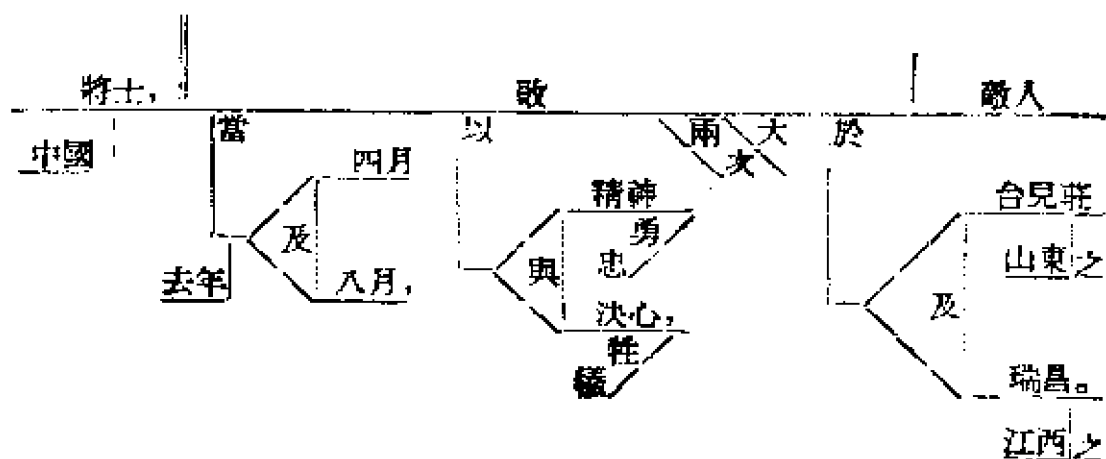 將士， 敗 敵人
當 以 兩次 大 於
中國 四月
精神 台兒莊
及 忠勇
與 山東之
去年 八月， 決心， 及
犧牲
瑞昌。
江西之